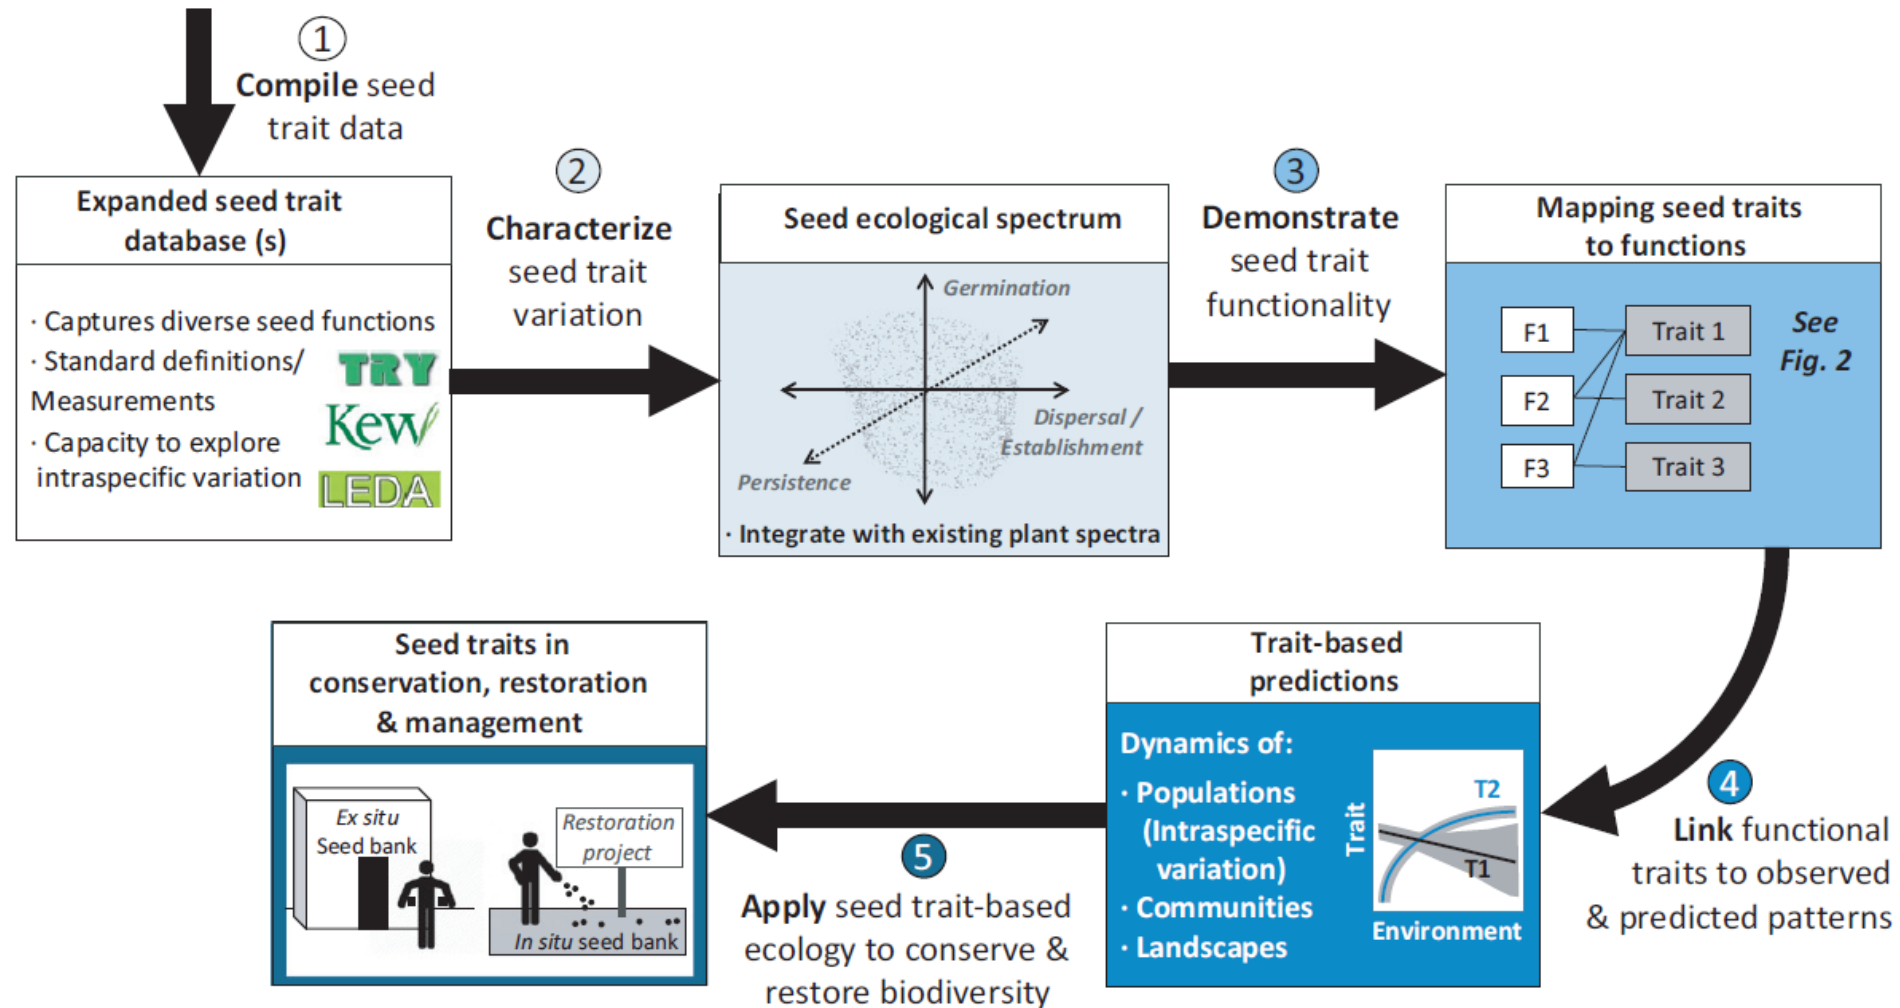 1
Compile seed
trait data
Expanded seed trait
database (s)
· Captures diverse seed functions
· Standard definitions/
Measurements
· Capacity to explore
intraspecific variation
TRY
Kew
LEDA
2
Characterize
seed trait
variation
Seed ecological spectrum
Germination
Dispersal /
Establishment
Persistence
· Integrate with existing plant spectra
3
Demonstrate
seed trait
functionality
Mapping seed traits
to functions
F1
Trait 1
F2
Trait 2
F3
Trait 3
See
Fig. 2
4
Link functional
traits to observed
& predicted patterns
Trait-based
predictions
Dynamics of:
· Populations
(Intraspecific
variation)
· Communities
· Landscapes
Trait
T2
T1
Environment
5
Apply seed trait-based
ecology to conserve &
restore biodiversity
Seed traits in
conservation, restoration
& management
Ex situ
Seed bank
Restoration
project
In situ seed bank